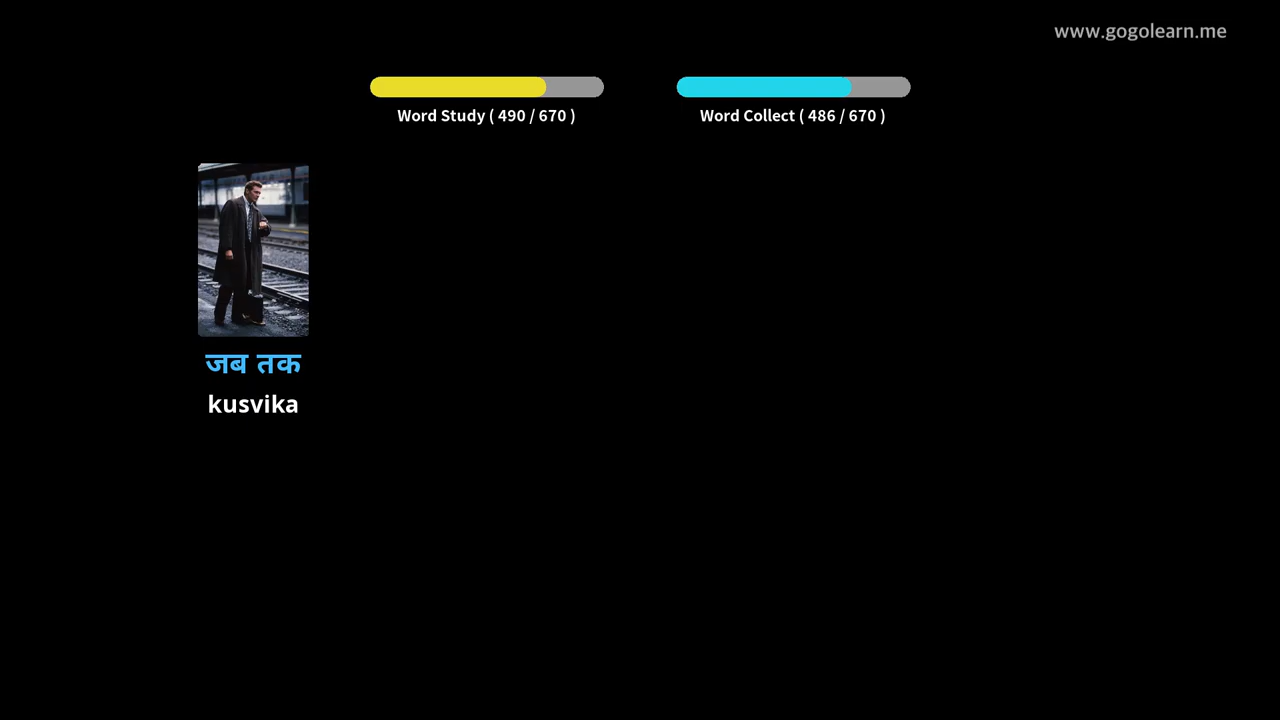 www.gogolearn.me
Word Study ( 490 / 670 )
Word Collect ( 486 / 670 )
जब तक
kusvika